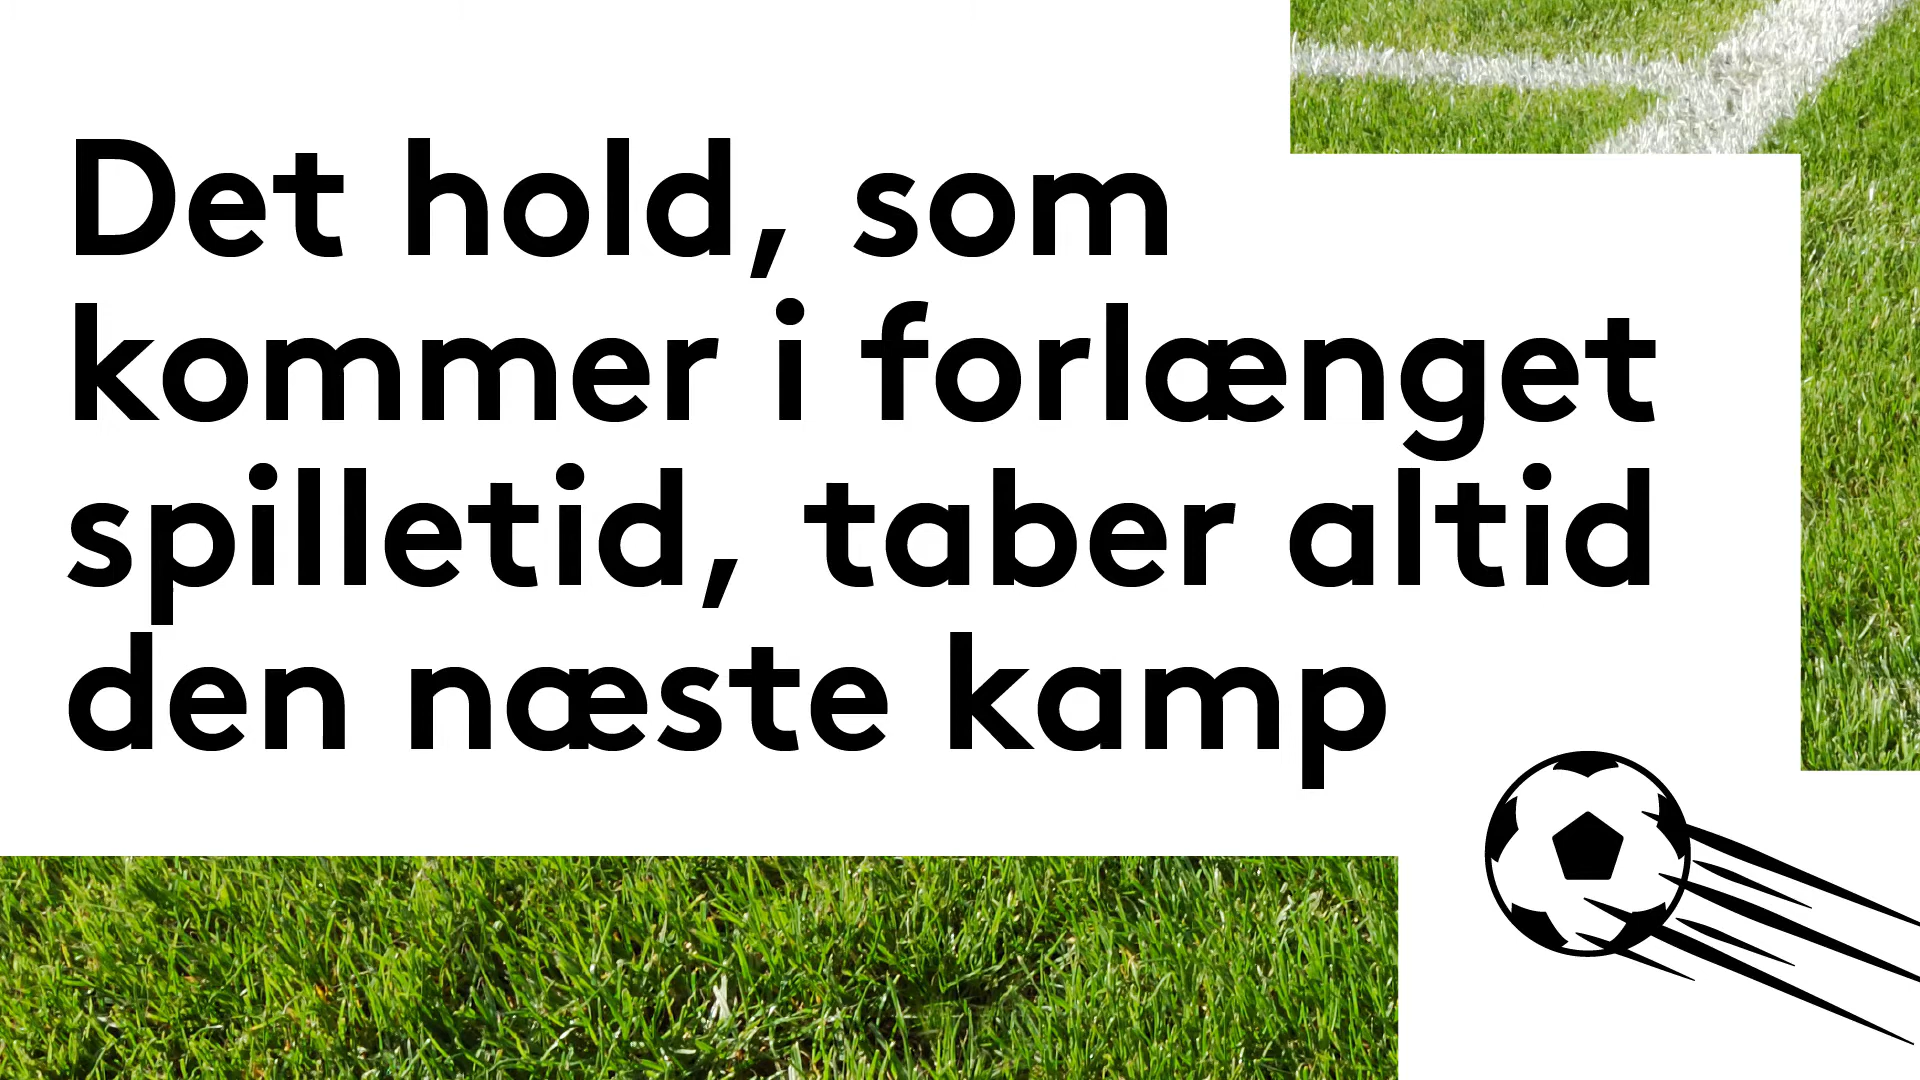 Det hold, som
kommer i forlænget
spilletid, taber altid
den næste kamp